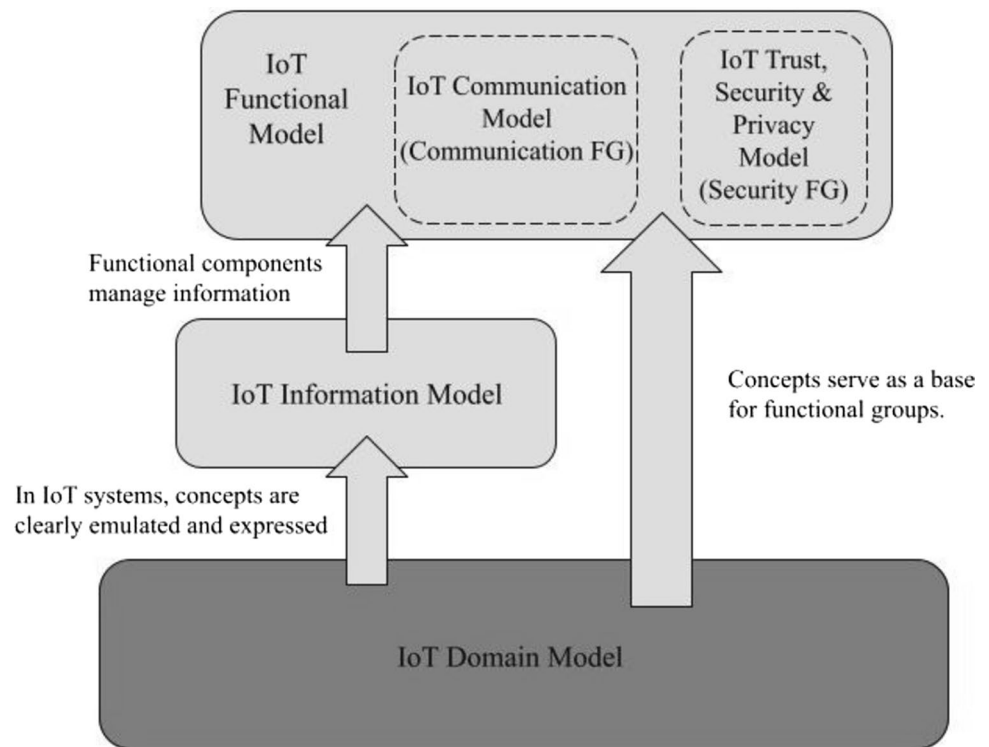 IoT
Functional
Model
IoT Communication
Model
(Communication FG)
IoT Trust,
Security &
Privacy
Model
(Security FG)
Functional components
manage information
IoT Information Model
Concepts serve as a base
for functional groups.
In IoT systems, concepts are
clearly emulated and expressed
IoT Domain Model